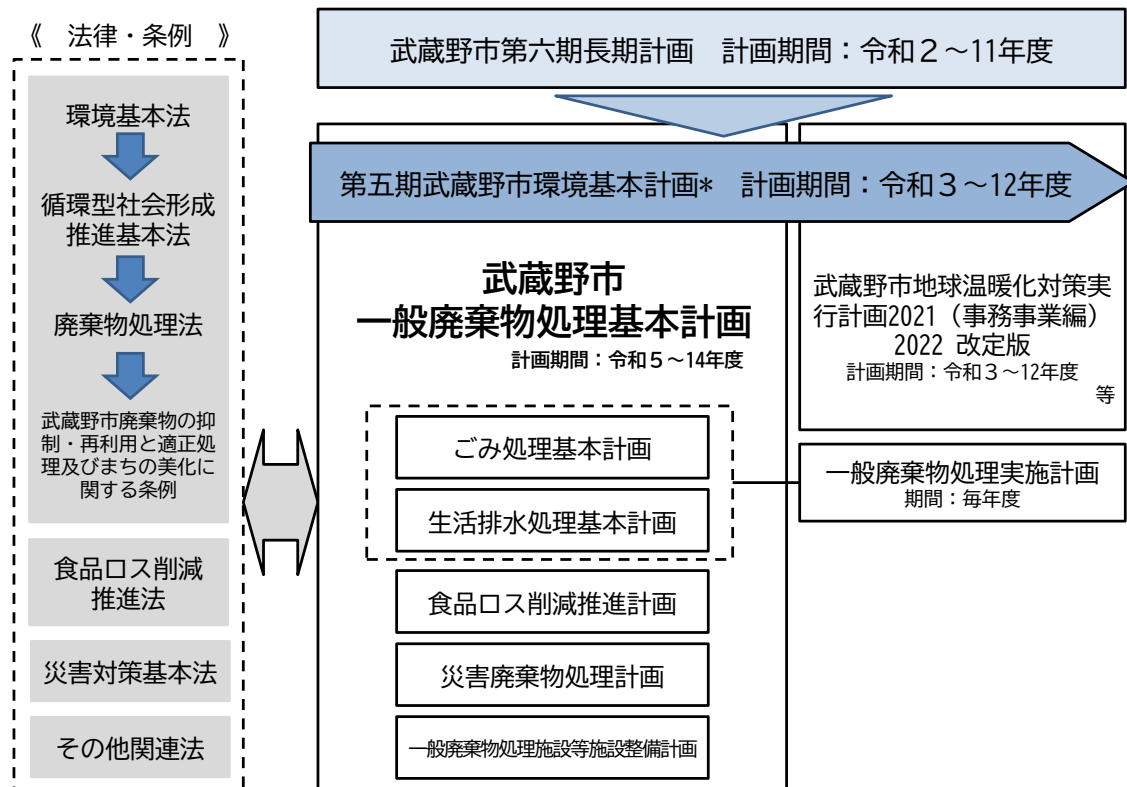 《　法律・条例　》
環境基本法
循環型社会形成
推進基本法
廃棄物処理法
武蔵野市廃棄物の抑
制・再利用と適正処
理及びまちの美化に
関する条例
食品ロス削減
推進法
災害対策基本法
その他関連法
武蔵野市第六期長期計画　計画期間：令和２～11年度
第五期武蔵野市環境基本計画*　計画期間：令和３～12年度
武蔵野市
一般廃棄物処理基本計画
計画期間：令和５～14年度
ごみ処理基本計画
生活排水処理基本計画
食品ロス削減推進計画
災害廃棄物処理計画
一般廃棄物処理施設等施設整備計画
武蔵野市地球温暖化対策実
行計画2021（事務事業編）
2022 改定版
計画期間：令和３～12年度
等
一般廃棄物処理実施計画
期間：毎年度